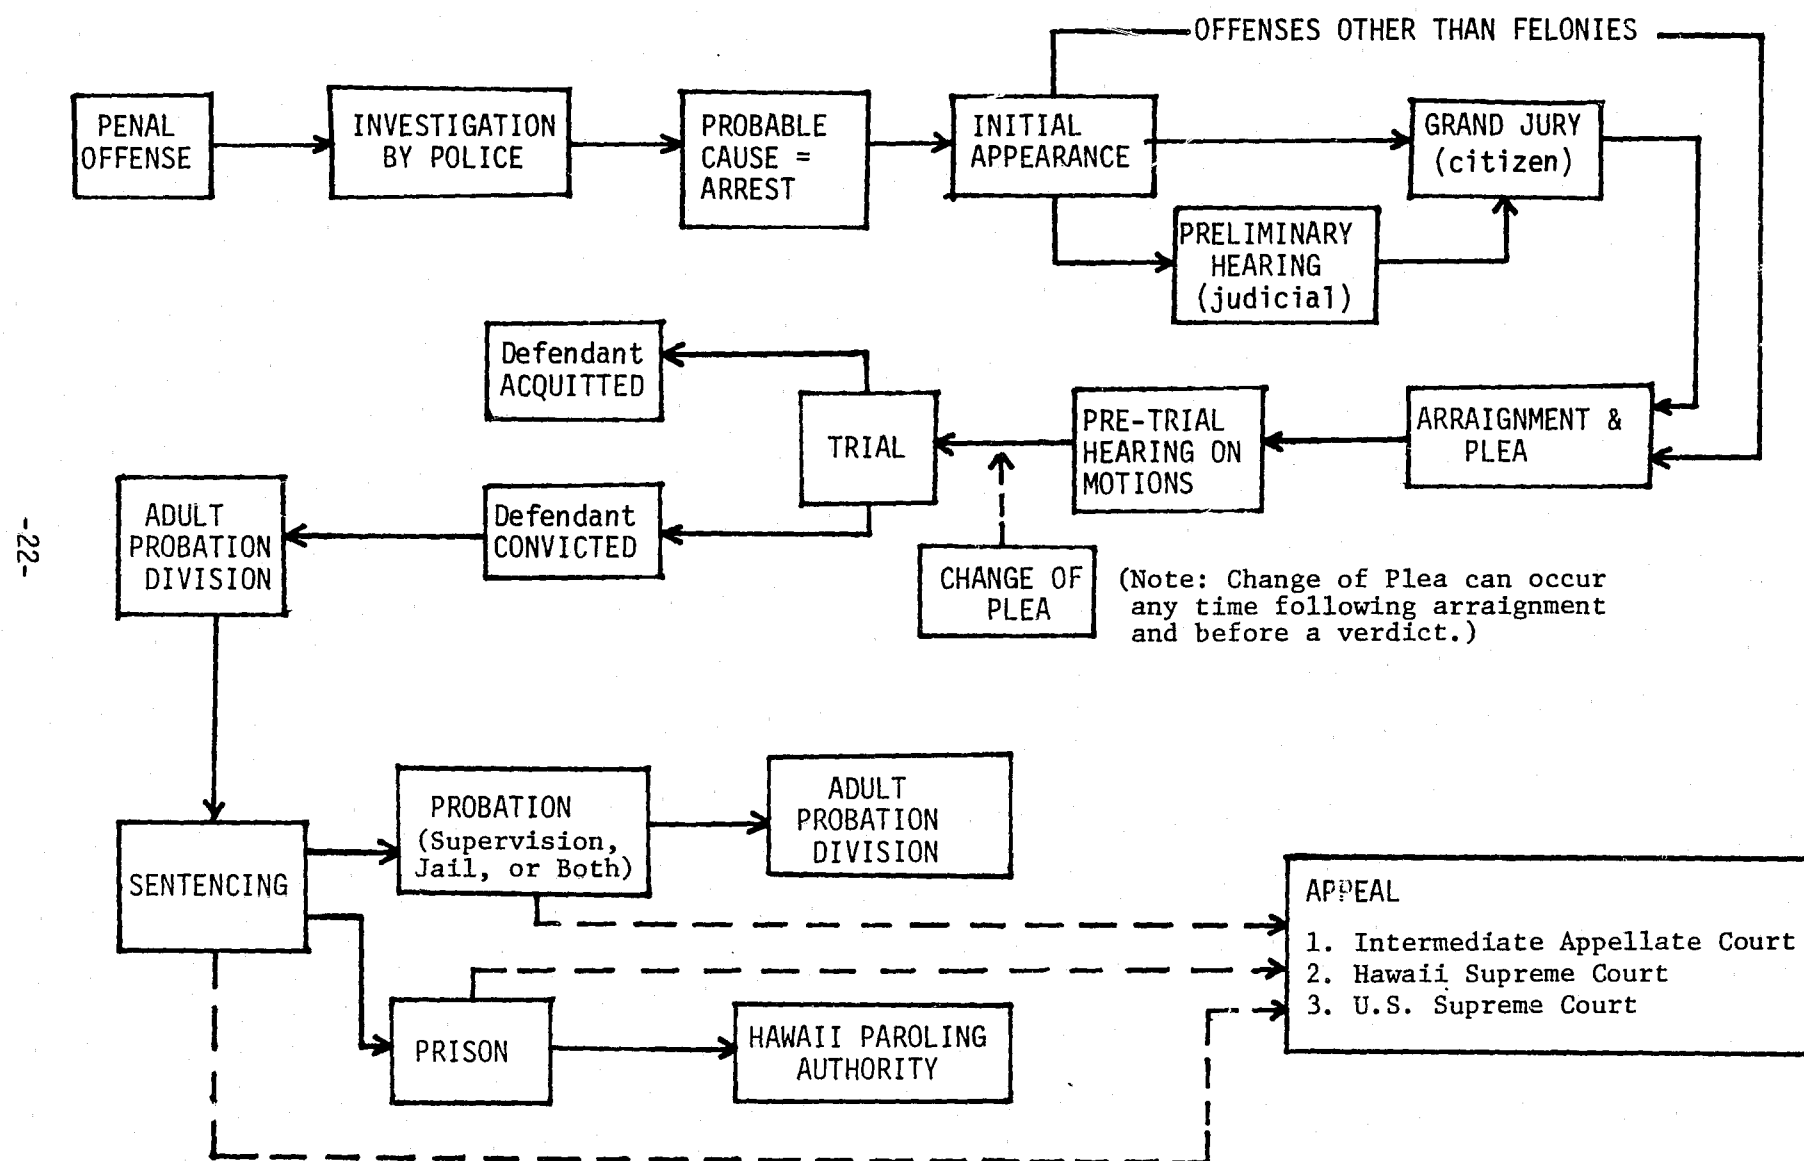 OFFENSES OTHER THAN FELONIES
PENAL
OFFENSE
INVESTIGATION
BY POLICE
PROBABLE
CAUSE =
ARREST
INITIAL
APPEARANCE
GRAND JURY
(citizen)
PRELIMINARY
HEARING
(judicial)
Defendant
ACQUITTED
TRIAL
PRE-TRIAL
HEARING ON
MOTIONS
ARRAIGNMENT &
PLEA
ADULT
PROBATION
DIVISION
Defendant
CONVICTED
CHANGE OF
PLEA
(Note: Change of Plea can occur
any time following arraignment
and before a verdict.)
-22-
SENTENCING
PROBATION
(Supervision,
Jail, or Both)
ADULT
PROBATION
DIVISION
PRISON
HAWAII PAROLING
AUTHORITY
APPEAL
1. Intermediate Appellate Court
2. Hawaii Supreme Court
3. U.S. Supreme Court